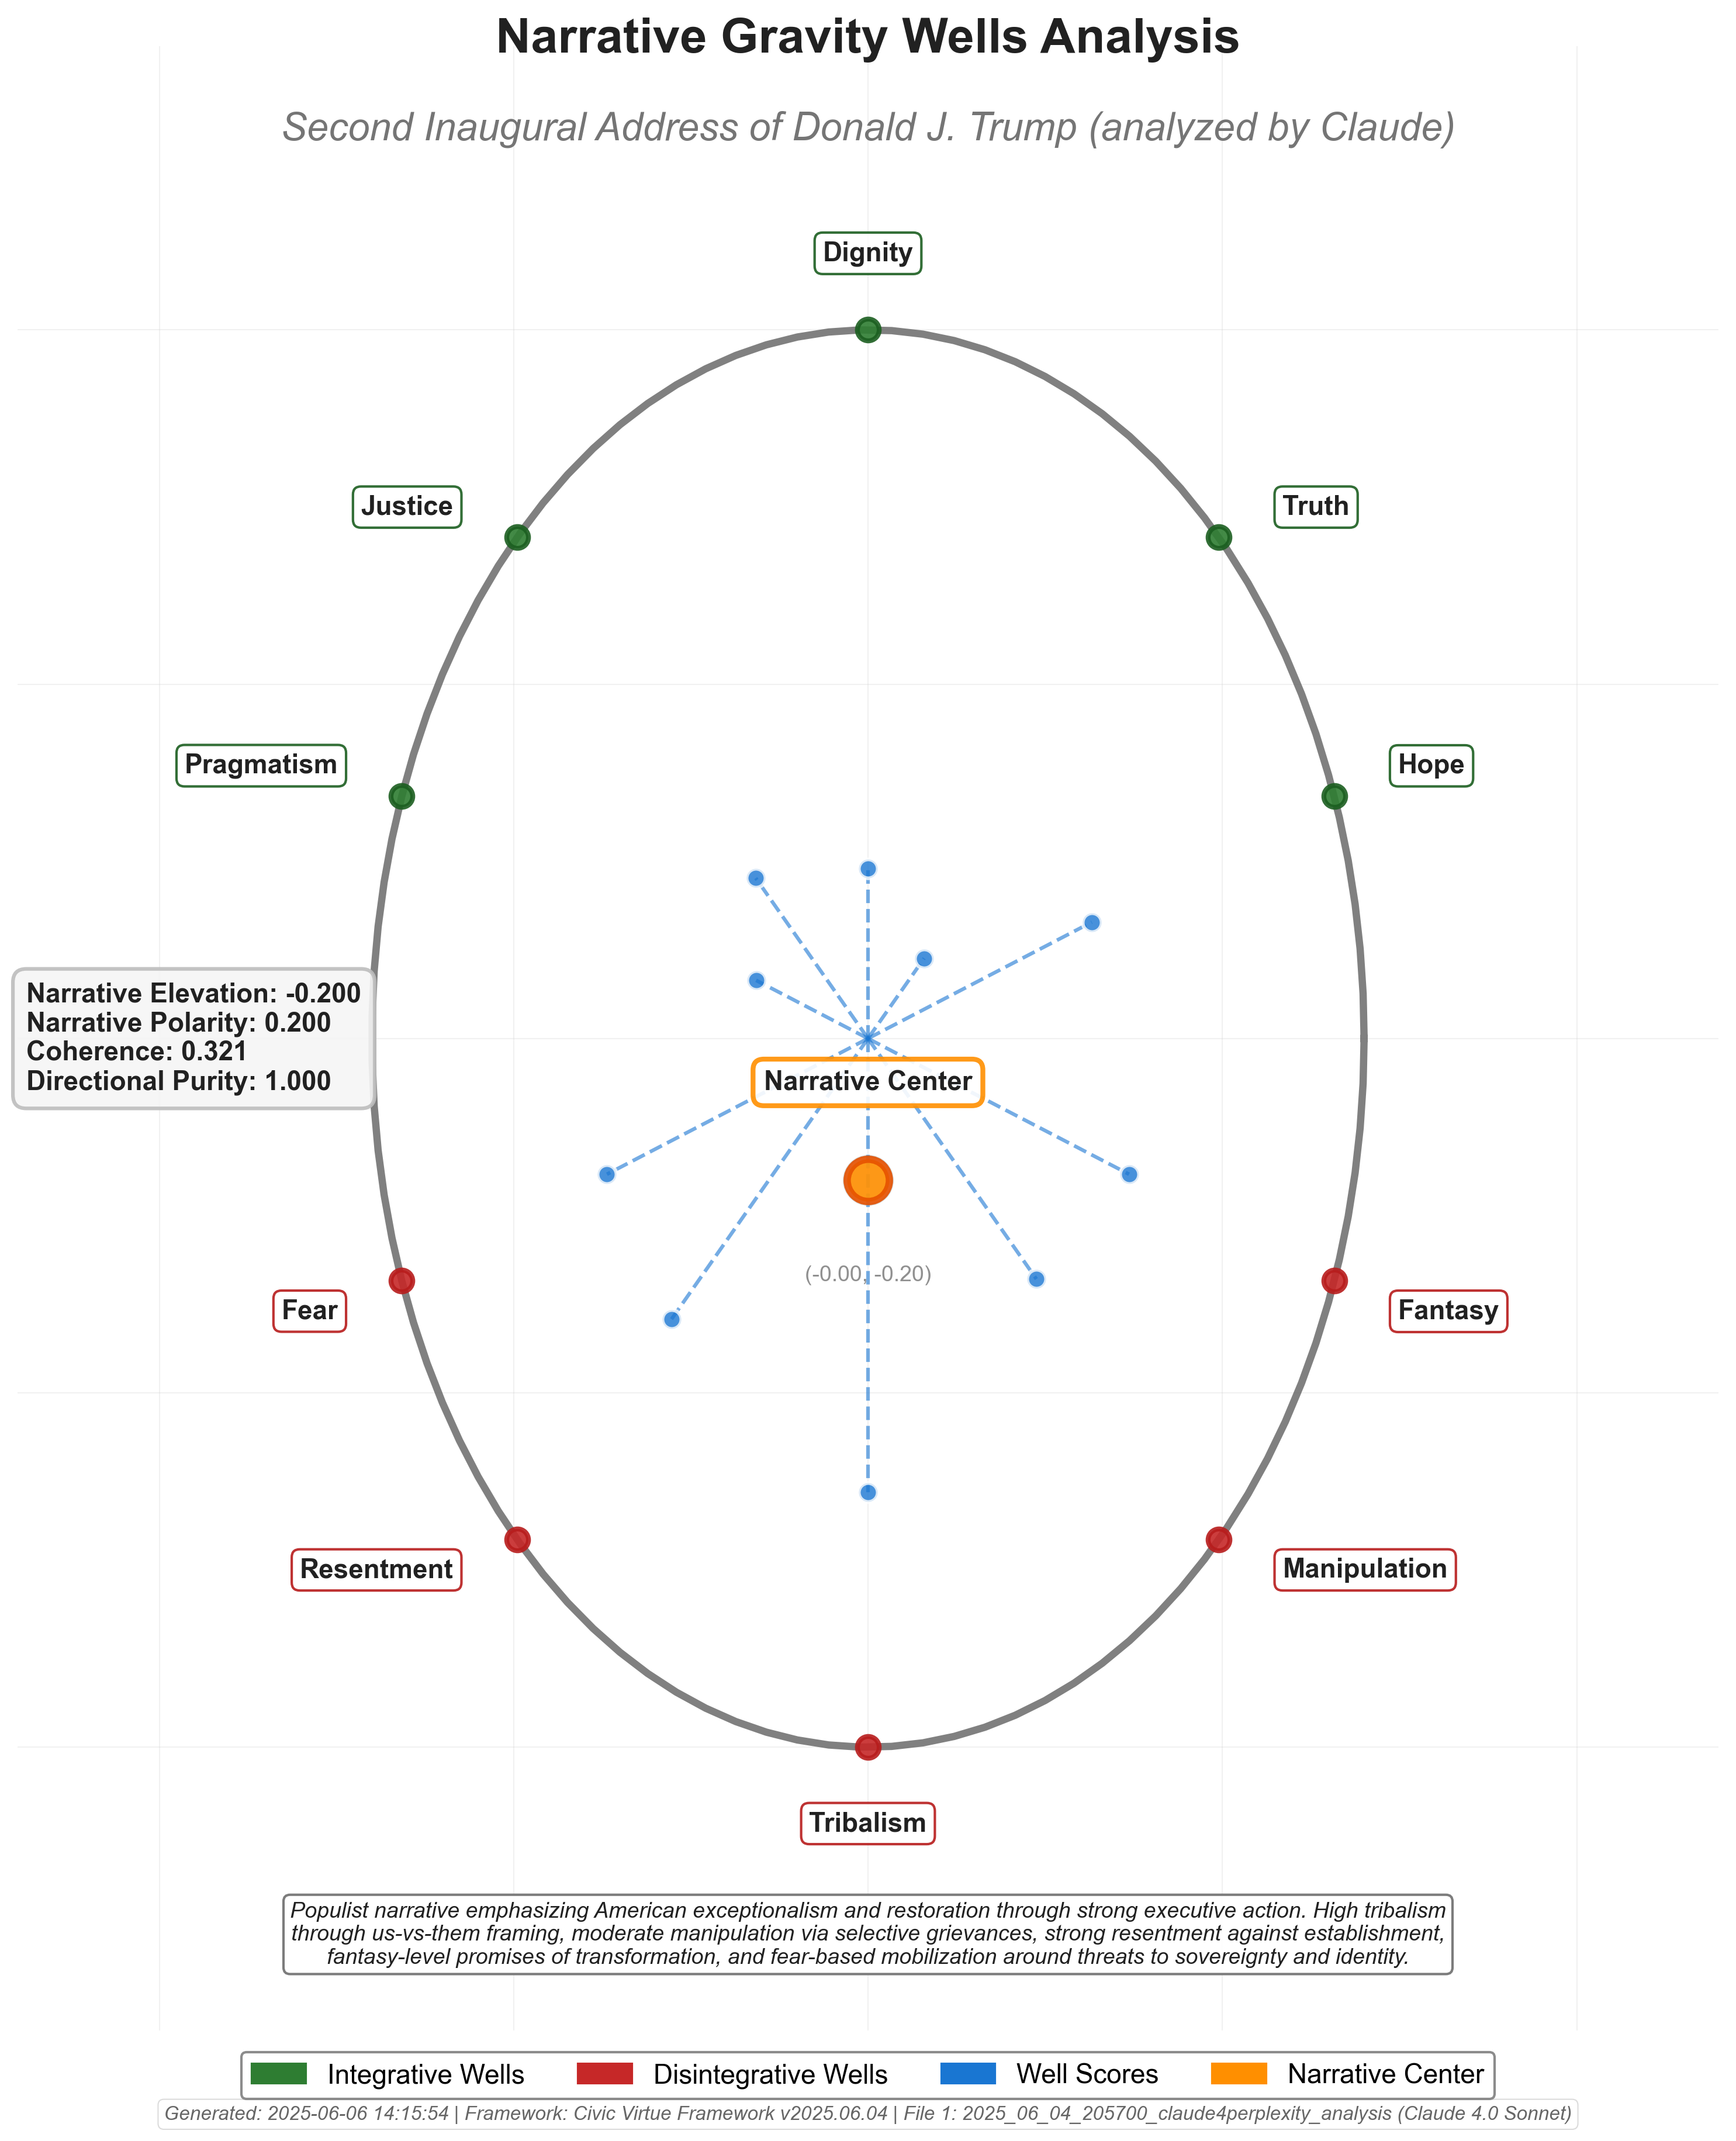 Narrative Gravity Wells Analysis
Second Inaugural Address of Donald J. Trump (analyzed by Claude)
Dignity
Justice
Truth
Pragmatism
Hope
Narrative Elevation: -0.200
Narrative Polarity: 0.200
Coherence: 0.321
Directional Purity: 1.000
Narrative Center
(-0.00, -0.20)
Fear
Fantasy
Resentment
Manipulation
Tribalism
Populist narrative emphasizing American exceptionalism and restoration through strong executive action. High tribalism
through us-vs-them framing, moderate manipulation via selective grievances, strong resentment against establishment,
fantasy-level promises of transformation, and fear-based mobilization around threats to sovereignty and identity.
Integrative Wells
Disintegrative Wells
Well Scores
Narrative Center
Generated: 2025-06-06 14:15:54 | Framework: Civic Virtue Framework v2025.06.04 | File 1: 2025_06_04_205700_claude4perplexity_analysis (Claude 4.0 Sonnet)